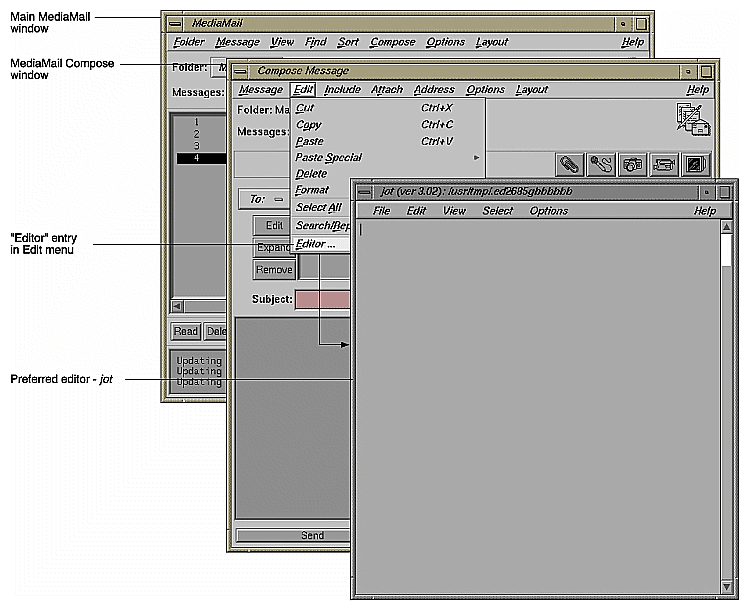 Main MediaMail
window
MediaMail Compose
window
"Editor" entry
in Edit menu
Preferred editor - jot
MediaMail
Folder Message View Find Sort Compose Options Layout Help
Folder: M
Messages:
1
2
3
4
Read Dele
Updating
Updating
Updating
Compose Message
Message Edit Include Attach Address Options Layout Help
Folder: Ma
Messages:
Cut Ctrl+X
Copy Ctrl+C
Paste Ctrl+V
Paste Special
Delete
Format
Select All
Search/Rep
Editor ...
To:
Edit
Expand
Remove
Subject:
Send
jot (ver 3.02): /usr/tmp/.ed2685gbbbbbb
File Edit View Select Options Help